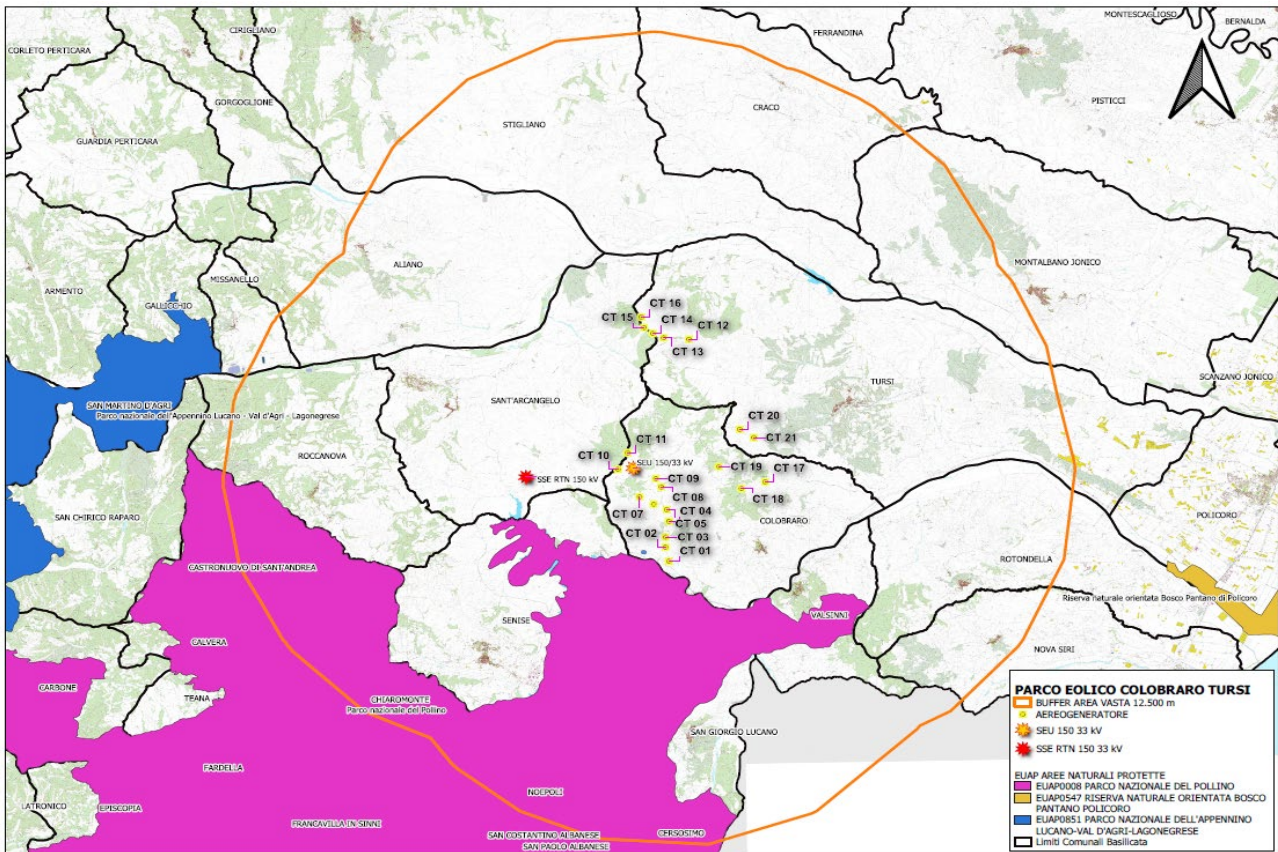 MONTESCAGLIOSO
BERNALDA
CIRIGLIANO
FERRANDINA
CORLETO PERTICARA
GORGOGLIONE
CRACO
PISTICCI
STIGLIANO
GUARDIA PERTICARA
ALIANO
MONTALBANO JONICO
MISSANELLO
ARMENTO
GALLICCHIO
CT 16
CT 15
CT 14
CT 12
CT 13
SCANZANO JONICO
TURSI
SANT'ARCANGELO
SAN MARTINO D'AGRI
Parco nazionale dell'Appennino Lucano - Val d'Agri - Lagonegrese
CT 20
CT 21
CT 11
CT 10
SEU 150/33 kV
ROCCANOVA
SSE RTN 150 kV
CT 19
CT 17
CT 09
CT 18
CT 08
CT 07
CT 04
CT 05
COLOBRARO
SAN CHIRICO RAPARO
POLICORO
CT 02
CT 03
CT 01
ROTONDELLA
CASTRONUOVO DI SANT'ANDREA
Riserva naturale orientata Bosco Pantano di Policoro
VALSINNI
SENISE
CALVERA
NOVA SIRI
CARBONE
TEANA
CHIAROMONTE
Parco nazionale del Pollino
SAN GIORGIO LUCANO
FARDELLA
NOEPOLI
LATRONICO
EPISCOPIA
FRANCAVILLA IN SINNI
SAN COSTANTINO ALBANESE
CERSOSIMO
SAN PAOLO ALBANESE
PARCO EOLICO COLOBRARO TURSI
BUFFER AREA VASTA 12.500 m
AEREOGENERATORE
SEU 150 33 kV
SSE RTN 150 33 kV
EUAP AREE NATURALI PROTETTE
EUAP0008 PARCO NAZIONALE DEL POLLINO
EUAP0547 RISERVA NATURALE ORIENTATA BOSCO
PANTANO POLICORO
EUAP0851 PARCO NAZIONALE DELL'APPENNINO
LUCANO-VAL D'AGRI-LAGONEGRESE
Limiti Comunali Basilicata